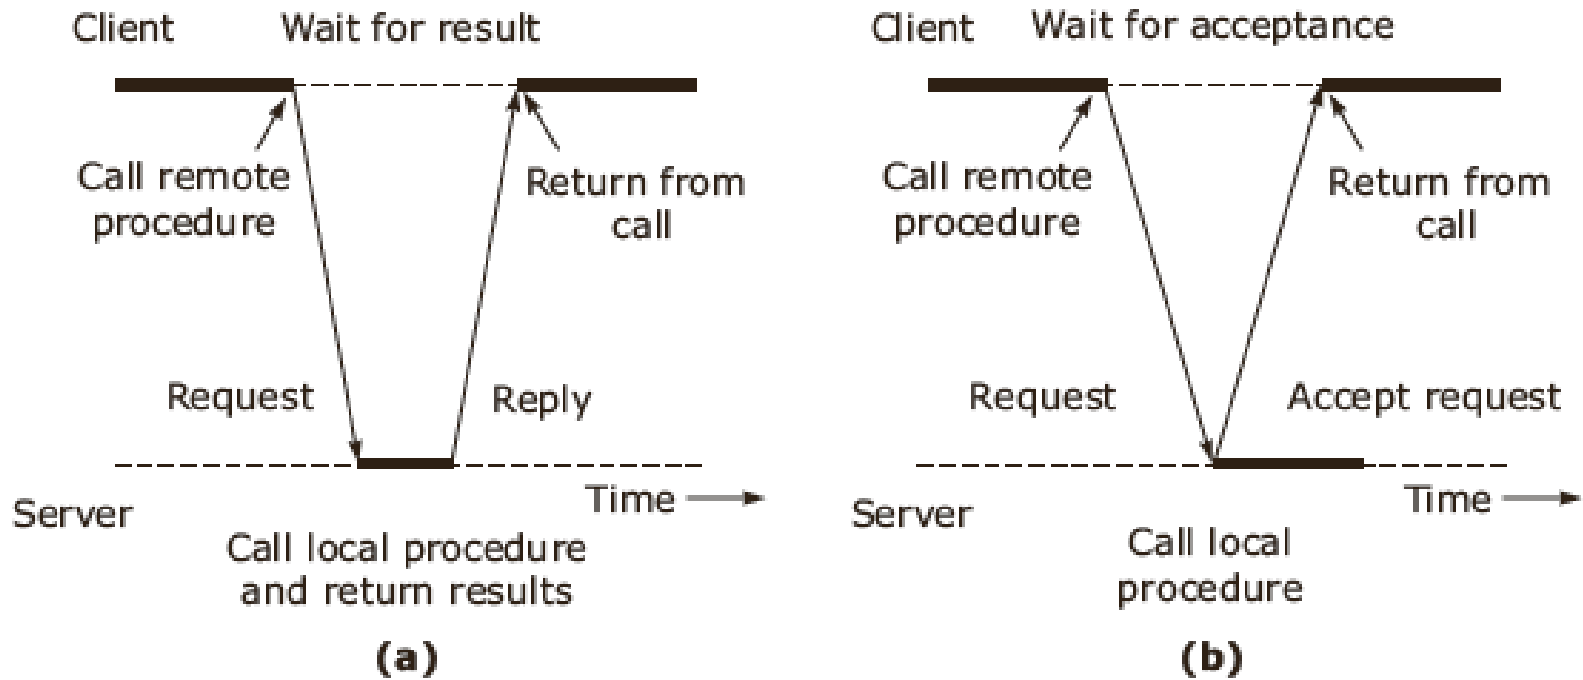 Client Wait for result
Call remote
procedure
Return from
call
Request
Reply
Time
Server
Call local procedure
and return results
(a)
Client Wait for acceptance
Call remote
procedure
Return from
call
Request
Accept request
Time
Server
Call local
procedure
(b)